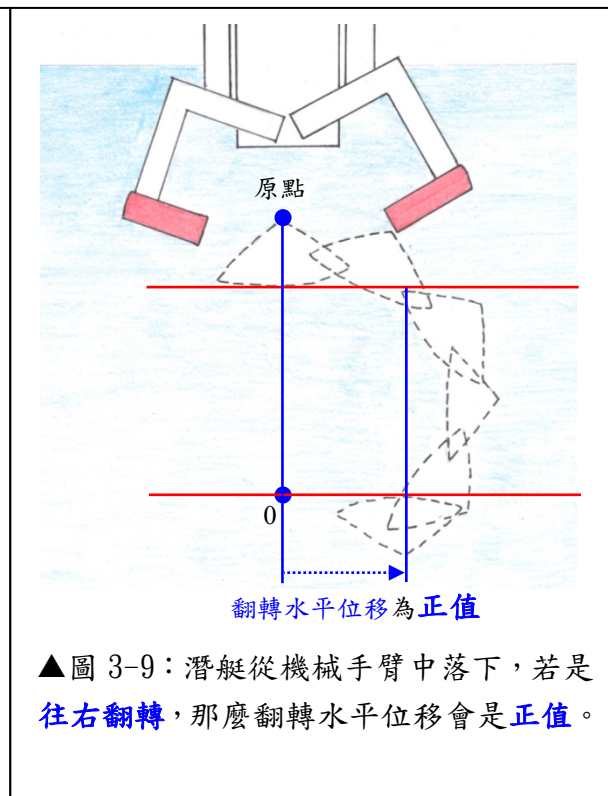 原點
0
翻轉水平位移為正值
▲圖 3-9：潛艇從機械手臂中落下，若是
往右翻轉，那麼翻轉水平位移會是正值。